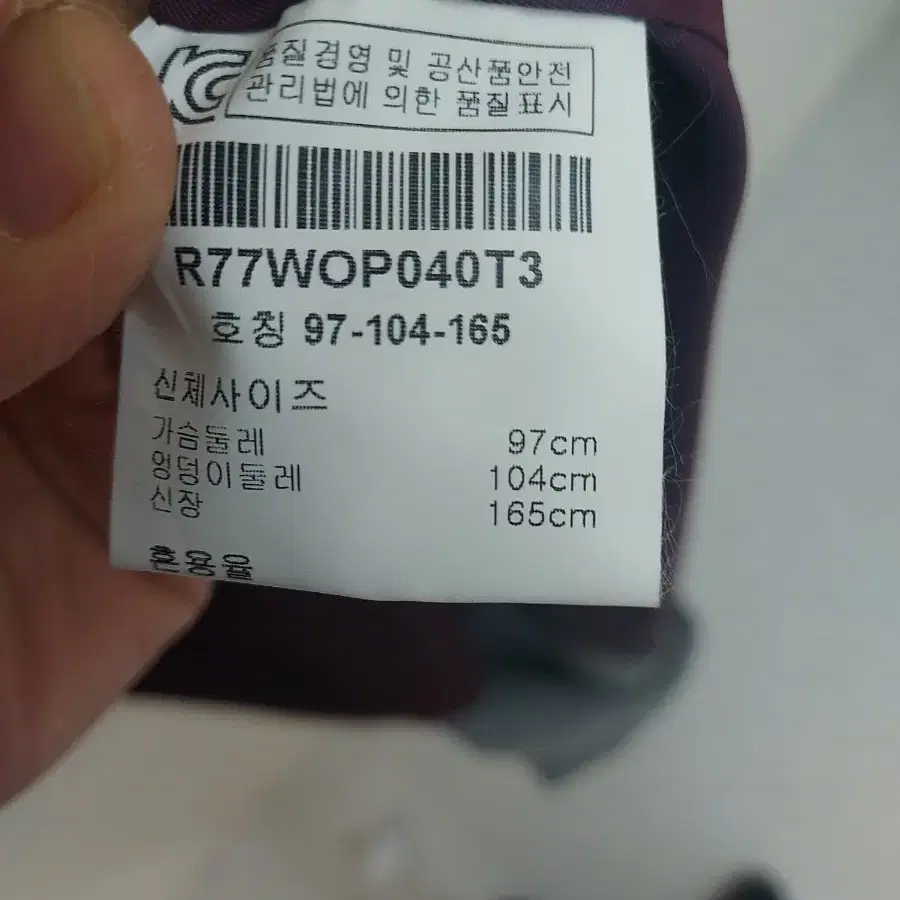 품질경영 및 공산품안전
관리법에 의한 품질표시
R77WOP040T3
호칭 97-104-165
신체사이즈
가슴둘레 97cm
엉덩이둘레 104cm
신장 165cm
혼용율